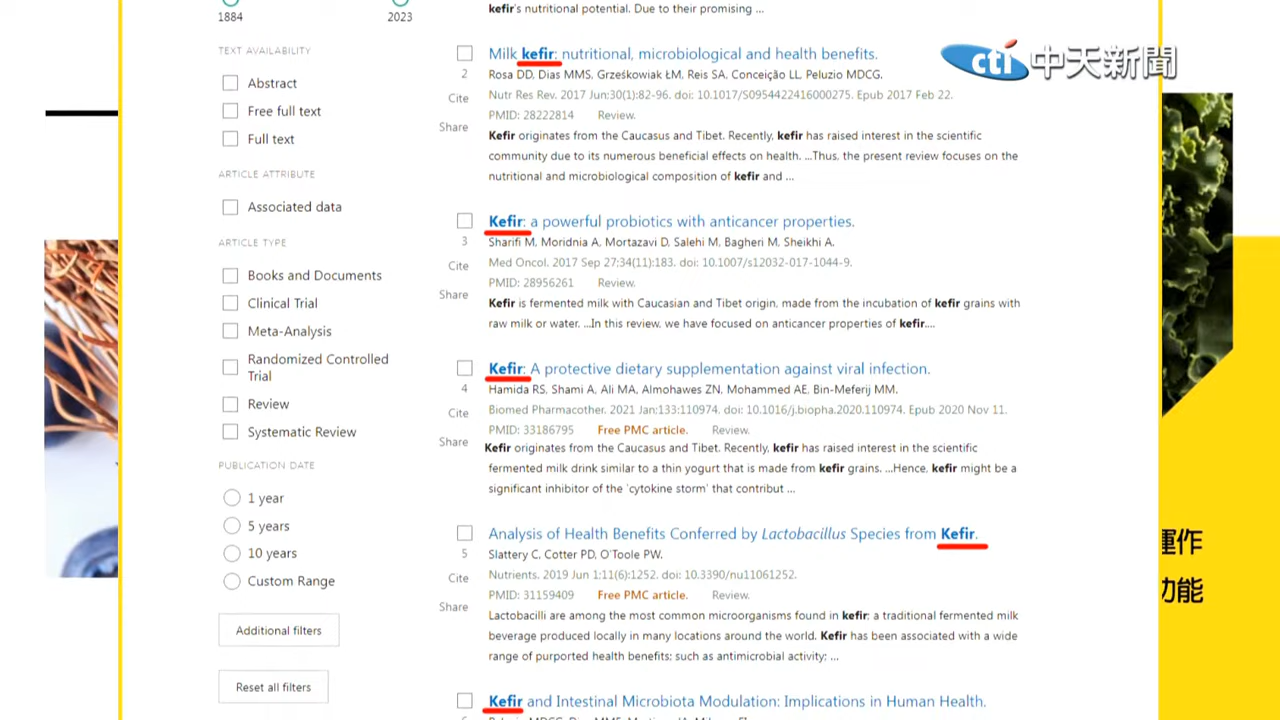 1884
2023
TEXT AVAILABILITY
Abstract
Free full text
Full text
ARTICLE ATTRIBUTE
Associated data
ARTICLE TYPE
Books and Documents
Clinical Trial
Meta-Analysis
Randomized Controlled
Trial
Review
Systematic Review
PUBLICATION DATE
1 year
5 years
10 years
Custom Range
Additional filters
Reset all filters
kefir's nutritional potential. Due to their promising ...
Milk kefir: nutritional, microbiological and health benefits.
2
Rosa DD, Dias MMS, Grześkowiak ŁM, Reis SA, Conceição LL, Peluzio MDCG.
Cite
Nutr Res Rev. 2017 Jun:30(1):82-96. doi: 10.1017/S0954422416000275. Epub 2017 Feb 22.
Share
PMID: 28222814 Review.
Kefir originates from the Caucasus and Tibet. Recently, kefir has raised interest in the scientific
community due to its numerous beneficial effects on health. ...Thus, the present review focuses on the
nutritional and microbiological composition of kefir and ...
Kefir: a powerful probiotics with anticancer properties.
3
Sharifi M, Moridnia A, Mortazavi D, Salehi M, Bagheri M, Sheikhi A.
Cite
Med Oncol. 2017 Sep 27:34(11):183. doi: 10.1007/s12032-017-1044-9.
Share
PMID: 28956261 Review.
Kefir is fermented milk with Caucasian and Tibet origin, made from the incubation of kefir grains with
raw milk or water. ...In this review, we have focused on anticancer properties of kefir....
Kefir: A protective dietary supplementation against viral infection.
4
Hamida RS, Shami A, Ali MA, Almohawes ZN, Mohammed AE, Bin-Meferij MM.
Cite
Biomed Pharmacother. 2021 Jan:133:110974. doi: 10.1016/j.biopha.2020.110974. Epub 2020 Nov 11.
Share
PMID: 33186795 Free PMC article. Review.
Kefir originates from the Caucasus and Tibet. Recently, kefir has raised interest in the scientific
fermented milk drink similar to a thin yogurt that is made from kefir grains. ...Hence, kefir might be a
significant inhibitor of the 'cytokine storm' that contribut ...
Analysis of Health Benefits Conferred by Lactobacillus Species from Kefir.
5
Slattery C, Cotter PD, O'Toole PW.
Cite
Nutrients. 2019 Jun 1:11(6):1252. doi: 10.3390/nu11061252.
Share
PMID: 31159409 Free PMC article. Review.
Lactobacilli are among the most common microorganisms found in kefir: a traditional fermented milk
beverage produced locally in many locations around the world. Kefir has been associated with a wide
range of purported health benefits: such as antimicrobial activity: ...
Kefir and Intestinal Microbiota Modulation: Implications in Human Health.
cti 中天新聞
運作
功能